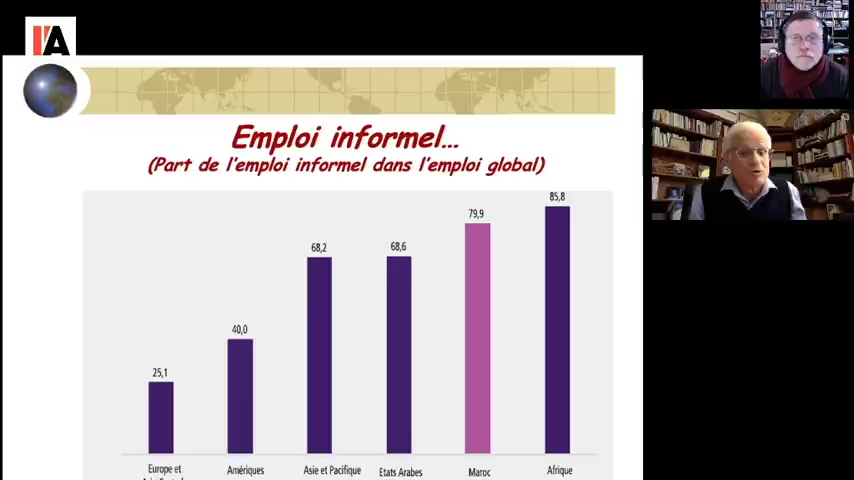 I'A
Emploi informel...
(Part de l'emploi informel dans l'emploi global)
85,8
79,9
68,2
68,6
40,0
25,1
Europe et
Amériques
Asie et Pacifique
Etats Arabes
Maroc
Afrique